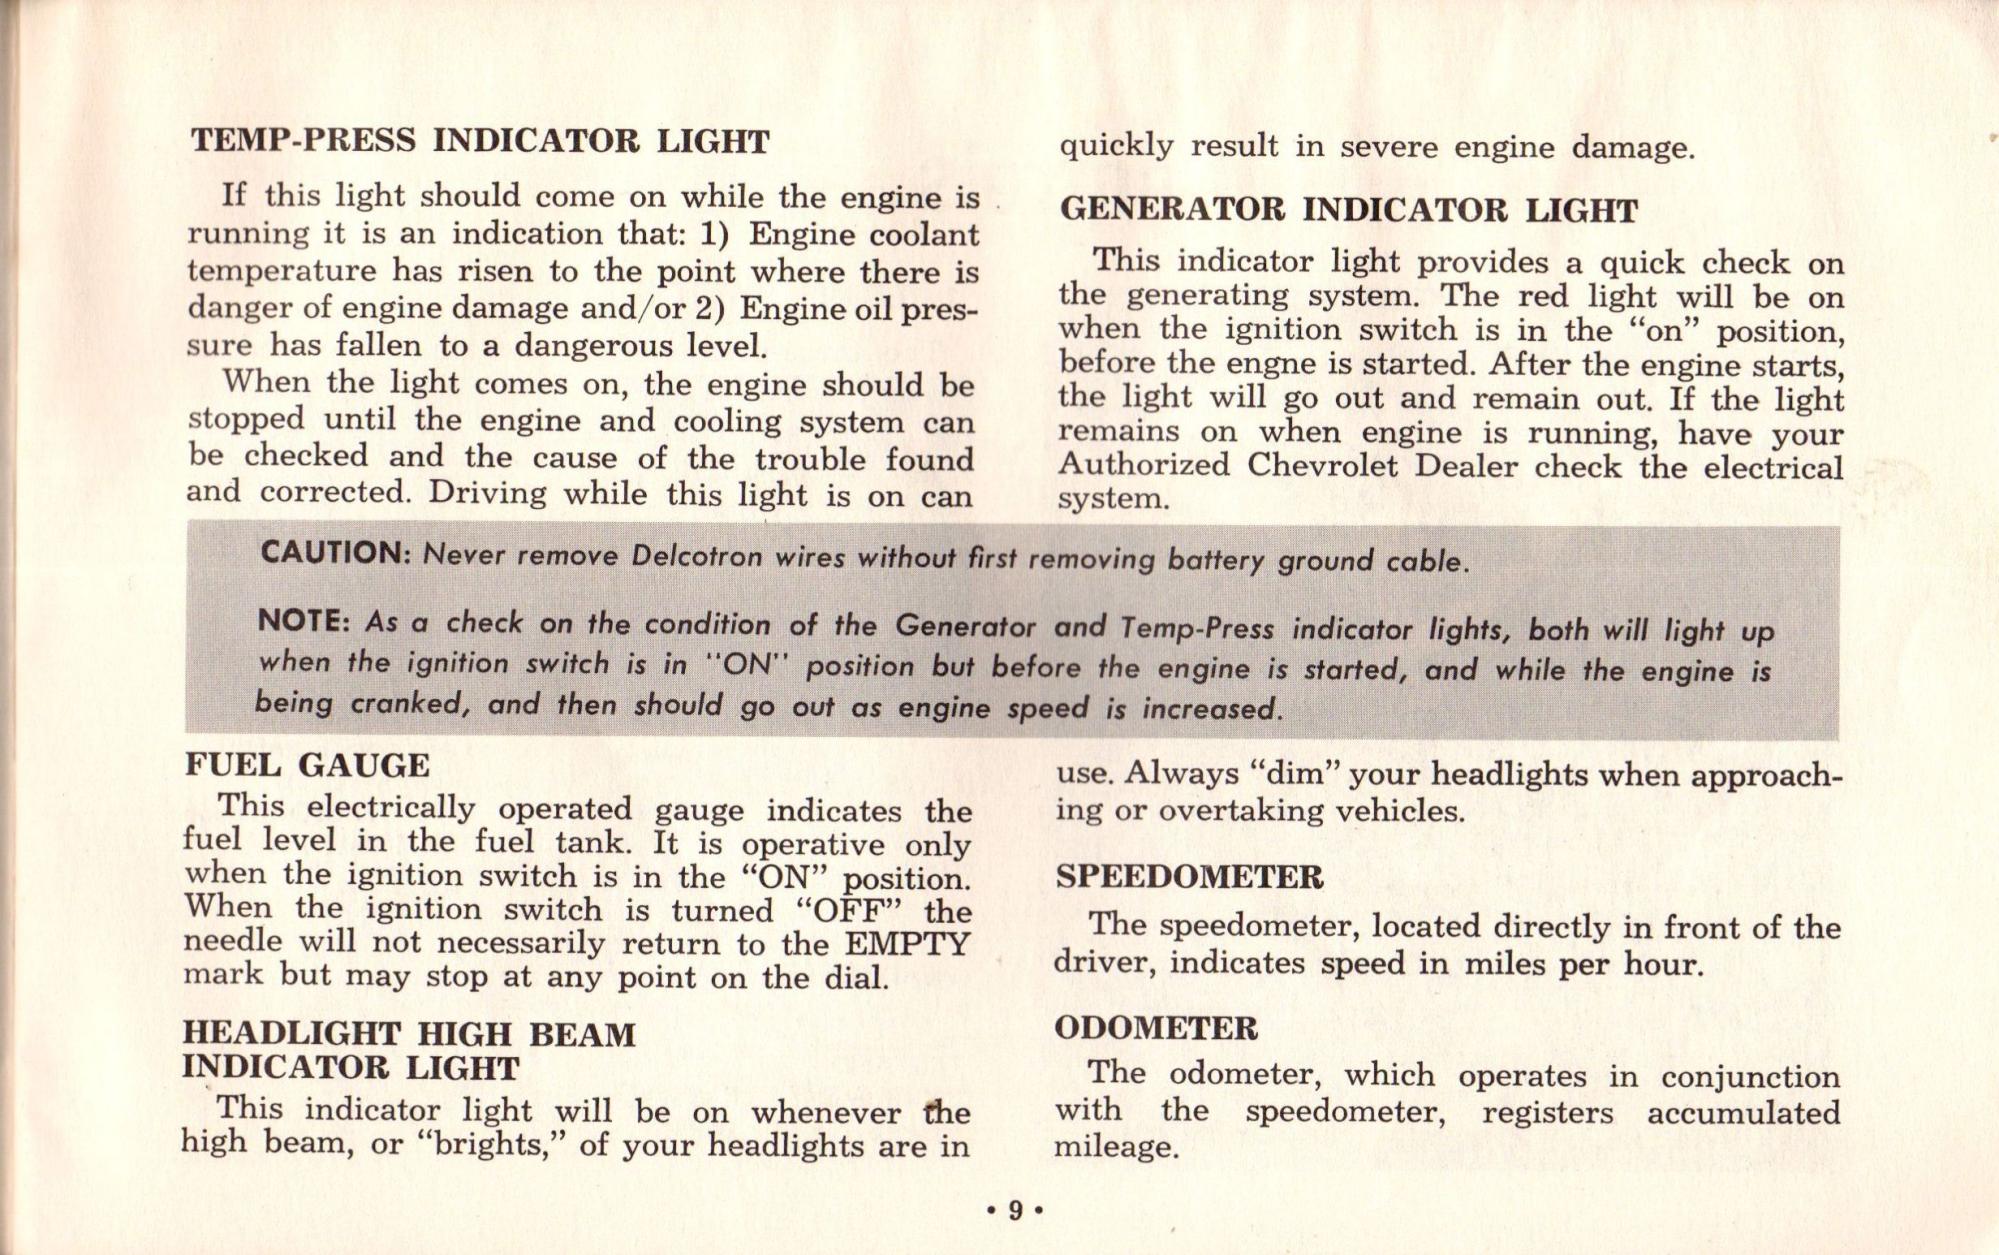 TEMP-PRESS INDICATOR LIGHT
If this light should come on while the engine is
running it is an indication that: 1) Engine coolant
temperature has risen to the point where there is
danger of engine damage and/or 2) Engine oil pres-
sure has fallen to a dangerous level.
When the light comes on, the engine should be
stopped until the engine and cooling system can
be checked and the cause of the trouble found
and corrected. Driving while this light is on can
quickly result in severe engine damage.
GENERATOR INDICATOR LIGHT
This indicator light provides a quick check on
the generating system. The red light will be on
when the ignition switch is in the “on” position,
before the engne is started. After the engine starts,
the light will go out and remain out. If the light
remains on when engine is running, have your
Authorized Chevrolet Dealer check the electrical
system.
CAUTION: Never remove Delcotron wires without first removing battery ground cable.
NOTE: As a check on the condition of the Generator and Temp-Press indicator lights, both will light up
when the ignition switch is in "ON" position but before the engine is started, and while the engine is
being cranked, and then should go out as engine speed is increased.
FUEL GAUGE
This electrically operated gauge indicates the
fuel level in the fuel tank. It is operative only
when the ignition switch is in the “ON” position.
When the ignition switch is turned “OFF” the
needle will not necessarily return to the EMPTY
mark but may stop at any point on the dial.
HEADLIGHT HIGH BEAM
INDICATOR LIGHT
This indicator light will be on whenever the
high beam, or “brights,” of your headlights are in
use. Always “dim” your headlights when approach-
ing or overtaking vehicles.
SPEEDOMETER
The speedometer, located directly in front of the
driver, indicates speed in miles per hour.
ODOMETER
The odometer, which operates in conjunction
with the speedometer, registers accumulated
mileage.
• 9 •